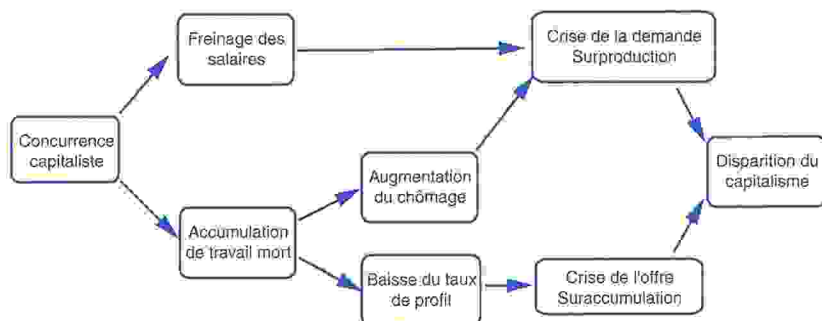 Freinage des
salaires
Crise de la demande
Surproduction
Concurrence
capitaliste
Augmentation
du chômage
Disparition du
capitalisme
Accumulation
de travail mort
Baisse du taux
de profit
Crise de l'offre
Suraccumulation